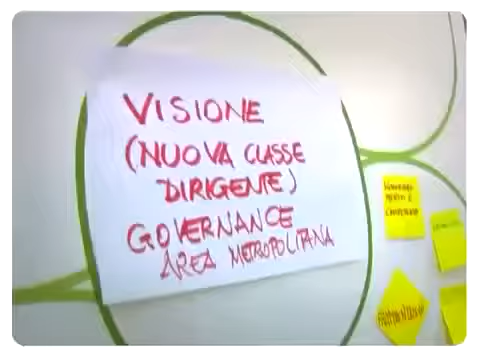 VISIONE
(NUOVA CLASSE
DIRIGENTE)
GOVERNANCE
AREA METROPOLITANA